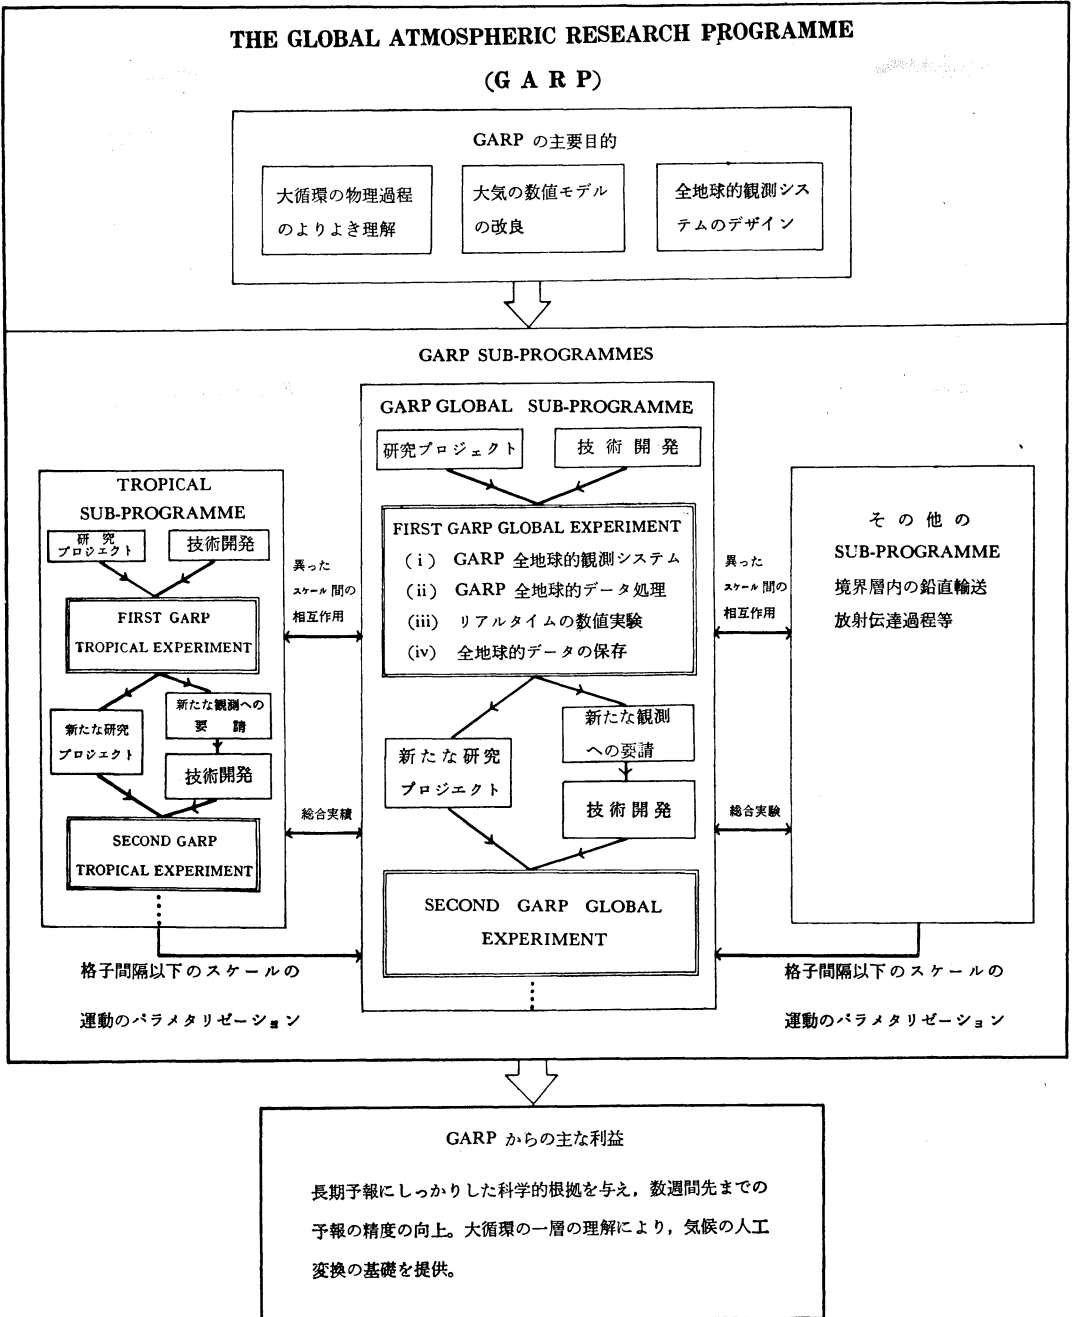 THE GLOBAL ATMOSPHERIC RESEARCH PROGRAMME
(G A R P)
GARP の主要目的
大循環の物理過程
のよりよき理解
大気の数値モデル
の改良
全地球的観測シス
テムのデザイン
GARP SUB-PROGRAMMES
TROPICAL
SUB-PROGRAMME
研究
プロジェクト
技術開発
FIRST GARP
TROPICAL EXPERIMENT
新たな研究
プロジェクト
新たな観測への
要請
技術開発
SECOND GARP
TROPICAL EXPERIMENT
異った
スケール間の
相互作用
総合実績
GARP GLOBAL SUB-PROGRAMME
研究プロジェクト
技術開発
FIRST GARP GLOBAL EXPERIMENT
(i) GARP 全地球的観測システム
(ii) GARP 全地球的データ処理
(iii) リアルタイムの数値実験
(iv) 全地球的データの保存
新たな研究
プロジェクト
新たな観測
への要請
技術開発
SECOND GARP GLOBAL
EXPERIMENT
異った
スケール間の
相互作用
総合実験
その他の
SUB-PROGRAMME
境界層内の鉛直輸送
放射伝達過程等
格子間隔以下のスケールの
運動のパラメタリゼーション
格子間隔以下のスケールの
運動のパラメタリゼーション
GARP からの主な利益
長期予報にしっかりした科学的根拠を与え，数週間先までの
予報の精度の向上。大循環の一層の理解により，気候の人工
変換の基礎を提供。